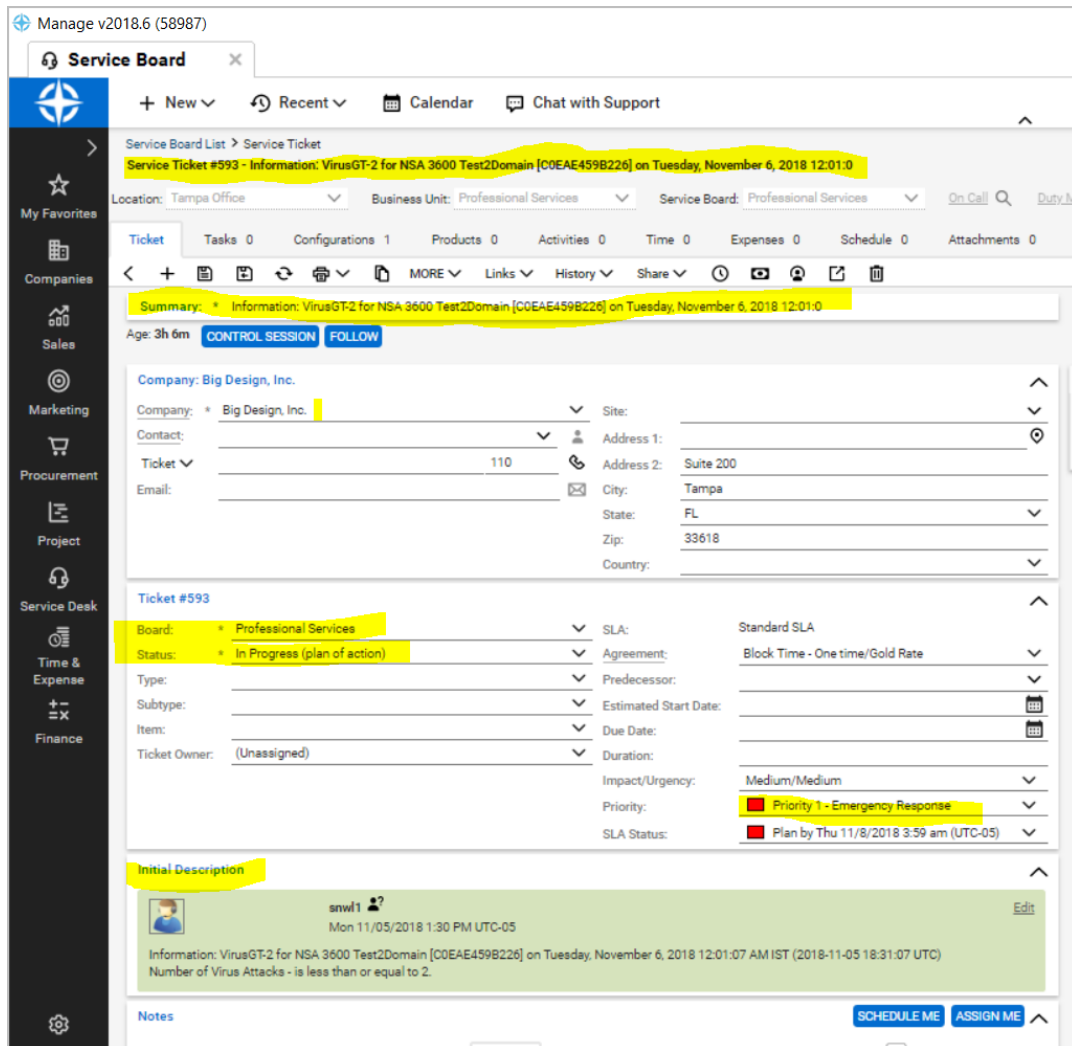 Manage v2018.6 (58987)
Service Board ×
+ New Recent Calendar Chat with Support
Service Board List > Service Ticket
Service Ticket #593 - Information: VirusGT-2 for NSA 3600 Test2Domain [C0EAE459B226] on Tuesday, November 6, 2018 12:01:0
Location: Tampa Office Business Unit: Professional Services Service Board: Professional Services On Call Duty M
Ticket Tasks 0 Configurations 1 Products 0 Activities 0 Time 0 Expenses 0 Schedule 0 Attachments 0
MORE Links History Share
Summary: * Information: VirusGT-2 for NSA 3600 Test2Domain [C0EAE459B226] on Tuesday, November 6, 2018 12:01:0
Age: 3h 6m CONTROL SESSION FOLLOW
My Favorites
Companies
Sales
Marketing
Procurement
Project
Service Desk
Time &
Expense
Finance
Company: Big Design, Inc.
Company: * Big Design, Inc.
Contact:
Ticket 110
Email:
Site:
Address 1:
Address 2: Suite 200
City: Tampa
State: FL
Zip: 33618
Country:
Ticket #593
Board: * Professional Services
Status: * In Progress (plan of action)
Type:
Subtype:
Item:
Ticket Owner: (Unassigned)
SLA: Standard SLA
Agreement: Block Time - One time/Gold Rate
Predecessor:
Estimated Start Date:
Due Date:
Duration:
Impact/Urgency: Medium/Medium
Priority: Priority 1 - Emergency Response
SLA Status: Plan by Thu 11/8/2018 3:59 am (UTC-05)
Initial Description
snwl1 ?
Edit
Mon 11/05/2018 1:30 PM UTC-05
Information: VirusGT-2 for NSA 3600 Test2Domain [C0EAE459B226] on Tuesday, November 6, 2018 12:01:07 AM IST (2018-11-05 18:31:07 UTC)
Number of Virus Attacks - is less than or equal to 2.
Notes SCHEDULE ME ASSIGN ME